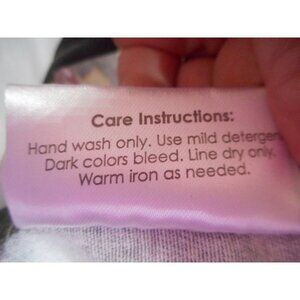 Care Instructions:
Hand wash only. Use mild detergen
Dark colors bleed. Line dry only.
Warm iron as needed.